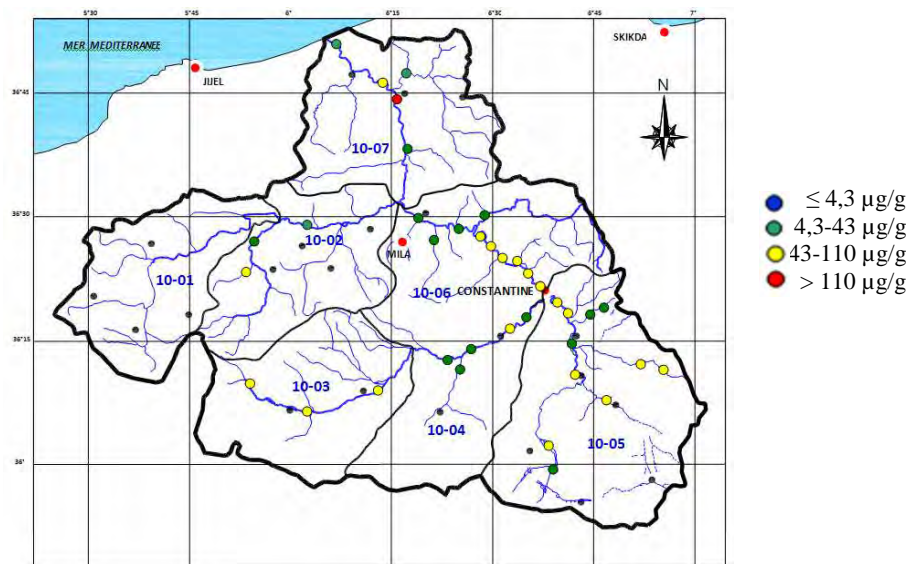 5°30 5°45 6° 6°15 6°30 6°45 7°
SKIKDA
MER MEDITERRANEE
JIJEL
N
36°45
10-07
36°30
10-02
MILA
10-01
10-06
CONSTANTINE
36°15
10-03
10-04
10-05
36°
≤ 4,3 µg/g
4,3-43 µg/g
43-110 µg/g
> 110 µg/g